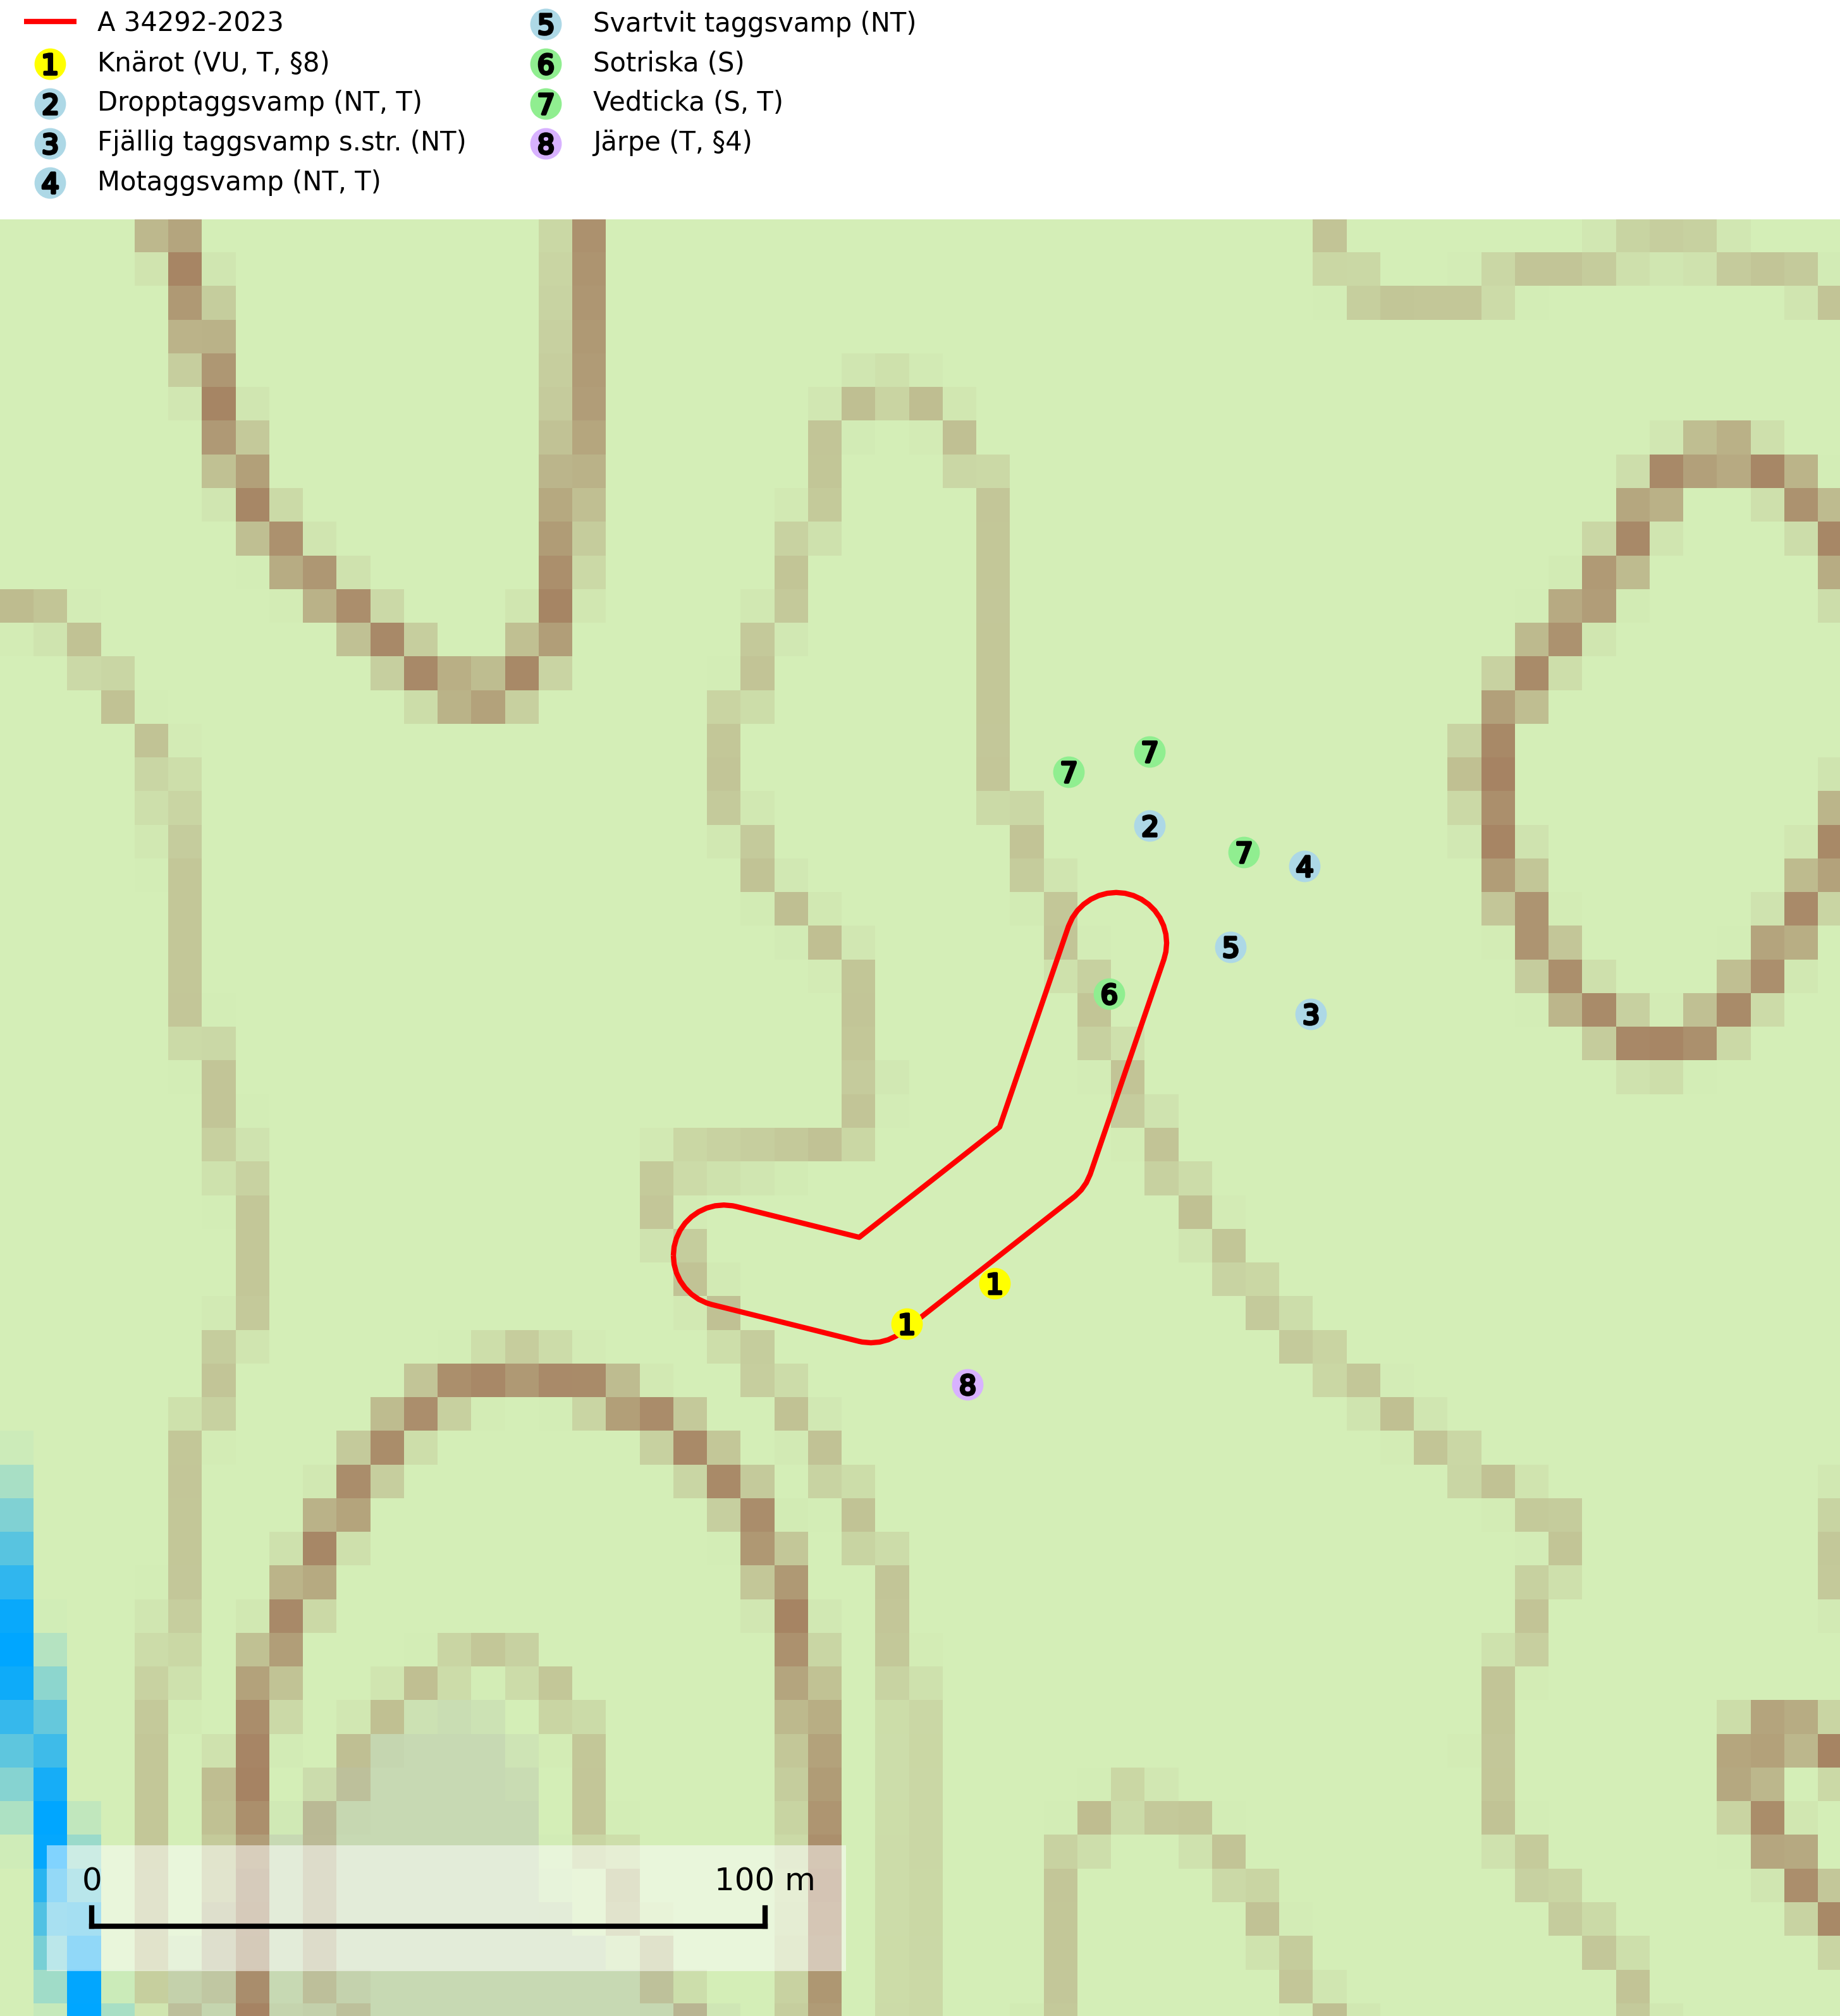 A 34292-2023
1 Knärot (VU, T, §8)
2 Dropptaggsvamp (NT, T)
3 Fjällig taggsvamp s.str. (NT)
4 Motaggsvamp (NT, T)
5 Svartvit taggsvamp (NT)
6 Sotriska (S)
7 Vedticka (S, T)
8 Järpe (T, §4)
7
7
2
7
4
5
6
3
1
1
8
0 100 m